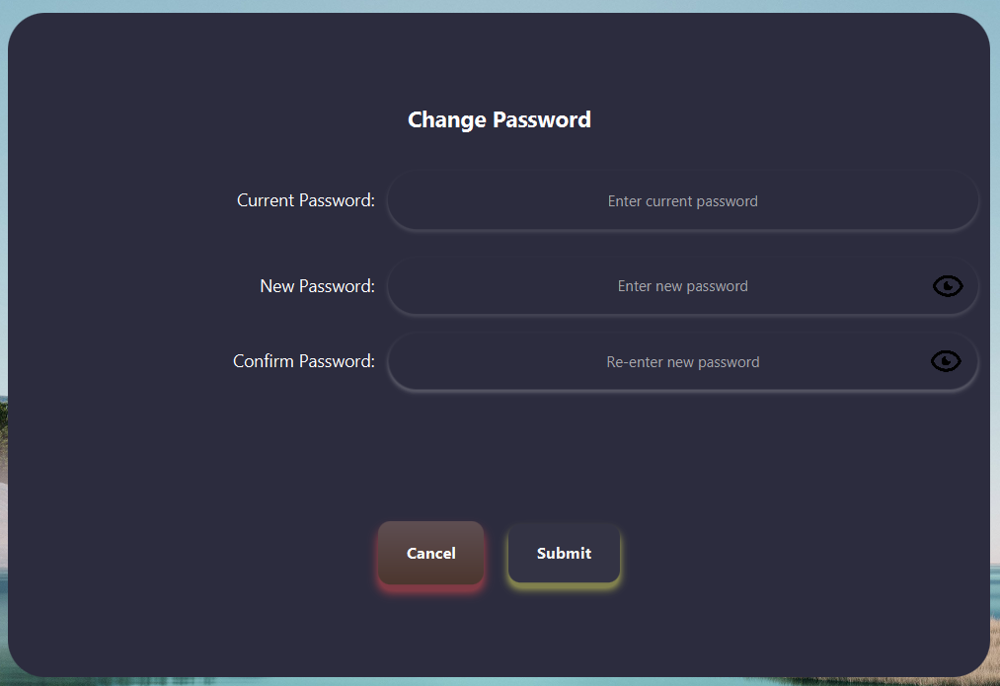 Change Password
Current Password: Enter current password
New Password: Enter new password
Confirm Password: Re-enter new password
Cancel Submit